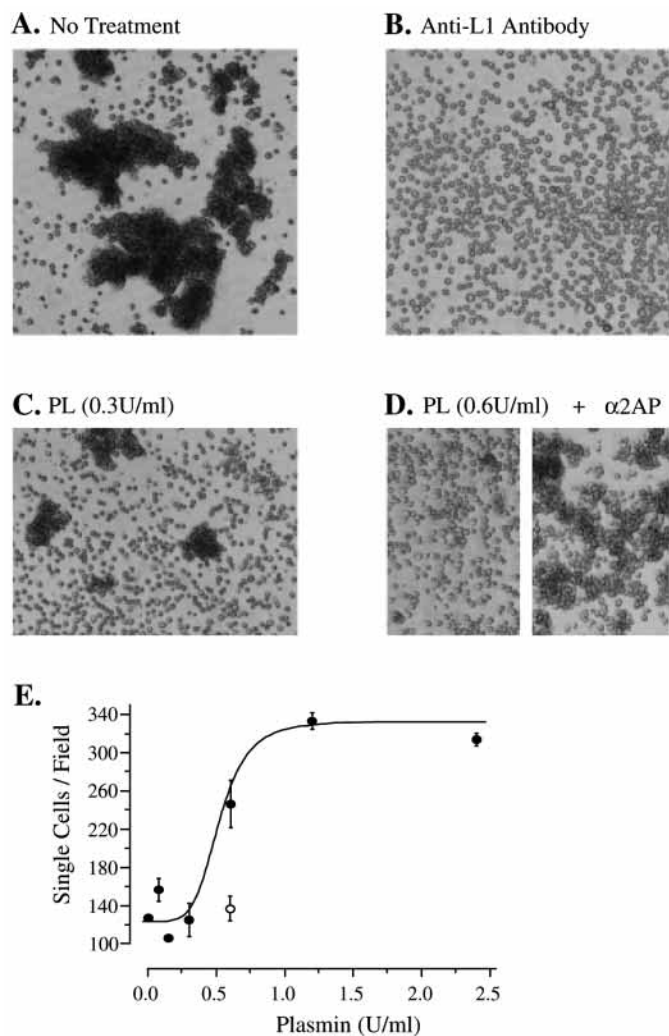 A. No Treatment
B. Anti-L1 Antibody
C. PL (0.3U/ml)
D. PL (0.6U/ml) + α2AP
E.
340
300
260
220
180
140
100
Single Cells / Field
0.0 0.5 1.0 1.5 2.0 2.5
Plasmin (U/ml)